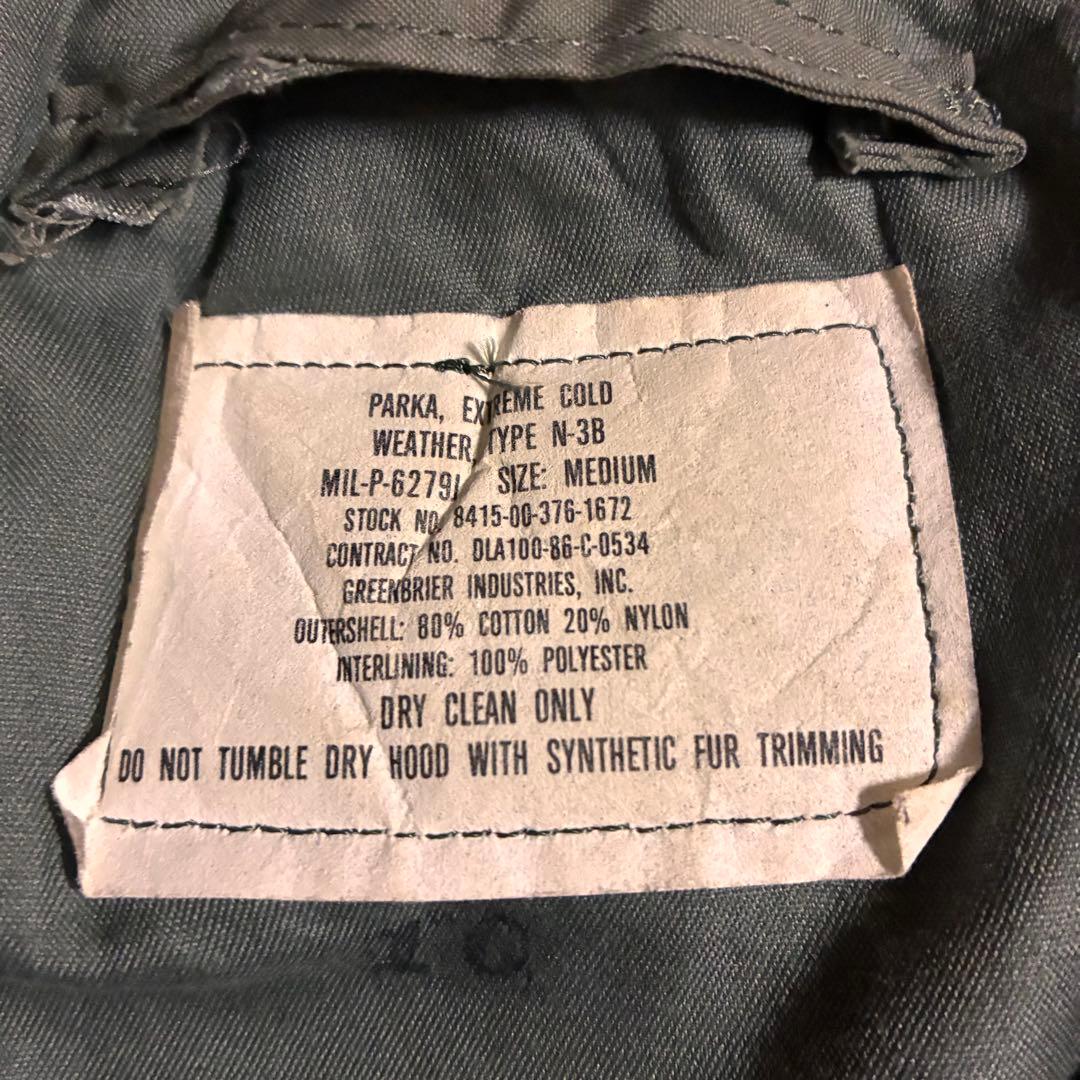 PARKA, EXTREME COLD
WEATHER, TYPE N-3B
MIL-P-6279J SIZE: MEDIUM
STOCK NO. 8415-00-376-1672
CONTRACT NO. DLA100-86-C-0534
GREENBRIER INDUSTRIES, INC.
OUTERSHELL: 80% COTTON 20% NYLON
INTERLINING: 100% POLYESTER
DRY CLEAN ONLY
DO NOT TUMBLE DRY HOOD WITH SYNTHETIC FUR TRIMMING
10